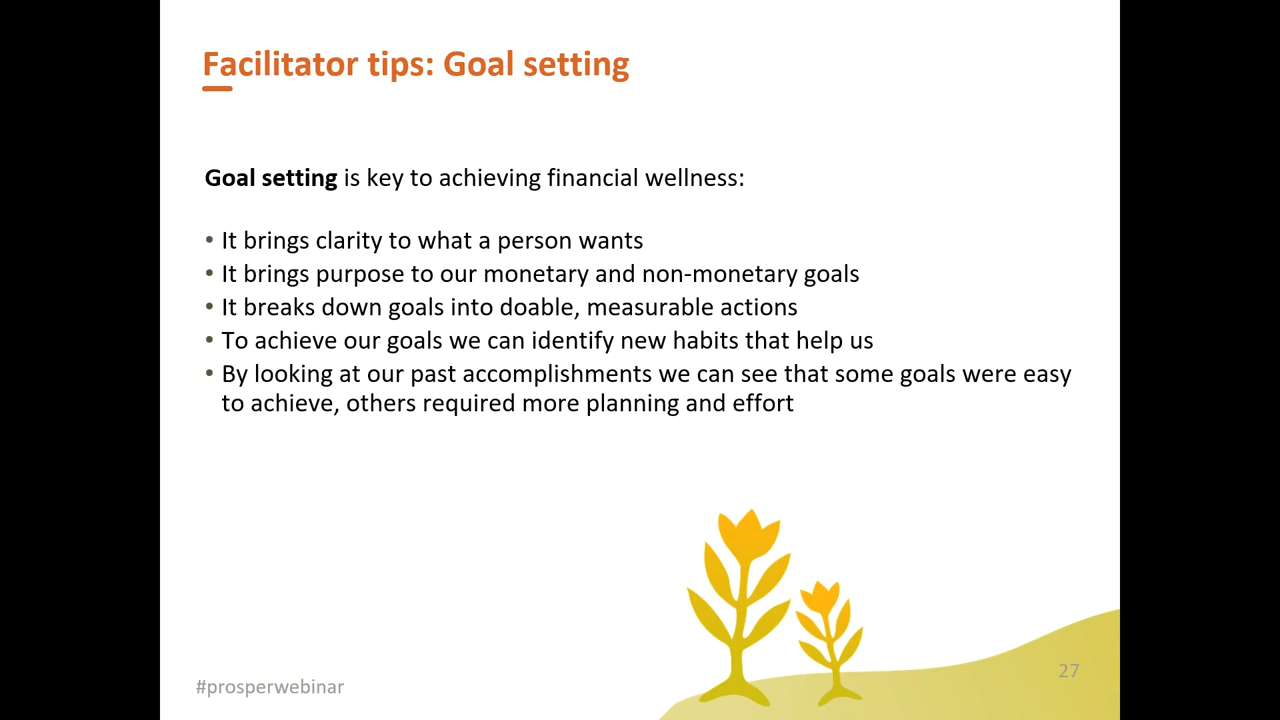 Facilitator tips: Goal setting
Goal setting is key to achieving financial wellness:
• It brings clarity to what a person wants
• It brings purpose to our monetary and non-monetary goals
• It breaks down goals into doable, measurable actions
• To achieve our goals we can identify new habits that help us
• By looking at our past accomplishments we can see that some goals were easy
to achieve, others required more planning and effort
#prosperwebinar
27